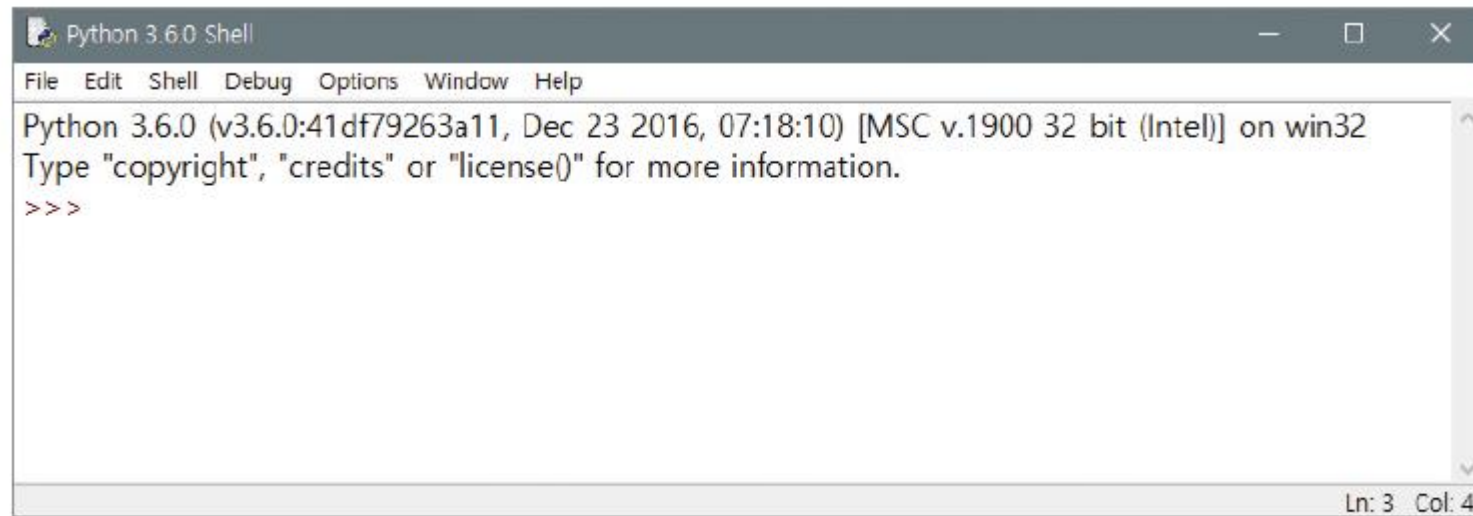 Python 3.6.0 Shell
File Edit Shell Debug Options Window Help
Python 3.6.0 (v3.6.0:41df79263a11, Dec 23 2016, 07:18:10) [MSC v.1900 32 bit (Intel)] on win32
Type "copyright", "credits" or "license()" for more information.
>>>
Ln: 3 Col: 4